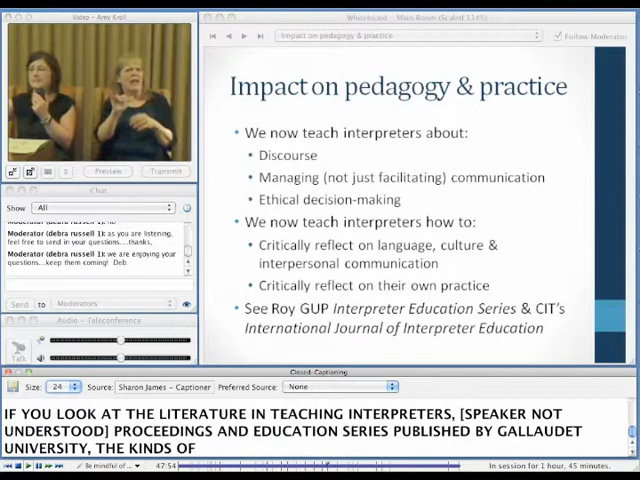 Video - Amy Kroll
Whiteboard - Main Room (Scaled 114%)
Impact on pedagogy & practice
Follow Moderator
Impact on pedagogy & practice
• We now teach interpreters about:
• Discourse
• Managing (not just facilitating) communication
• Ethical decision-making
• We now teach interpreters how to:
• Critically reflect on language, culture &
interpersonal communication
• Critically reflect on their own practice
• See Roy GUP Interpreter Education Series & CIT's
International Journal of Interpreter Education
Preview
Transmit
Chat
Show All
Moderator (debra russell 1): as you are listening,
feel free to send in your questions....thanks,
Moderator (debra russell 1): we are enjoying your
questions...keep them coming! Deb
Send to Moderators
Audio - Teleconference
Talk
Closed-Captioning
Size: 24 Source: Sharon James - Captioner Preferred Source: None
IF YOU LOOK AT THE LITERATURE IN TEACHING INTERPRETERS, [SPEAKER NOT
UNDERSTOOD] PROCEEDINGS AND EDUCATION SERIES PUBLISHED BY GALLAUDET
UNIVERSITY, THE KINDS OF
Be mindful of ... 47:54 In session for 1 hour, 45 minutes.